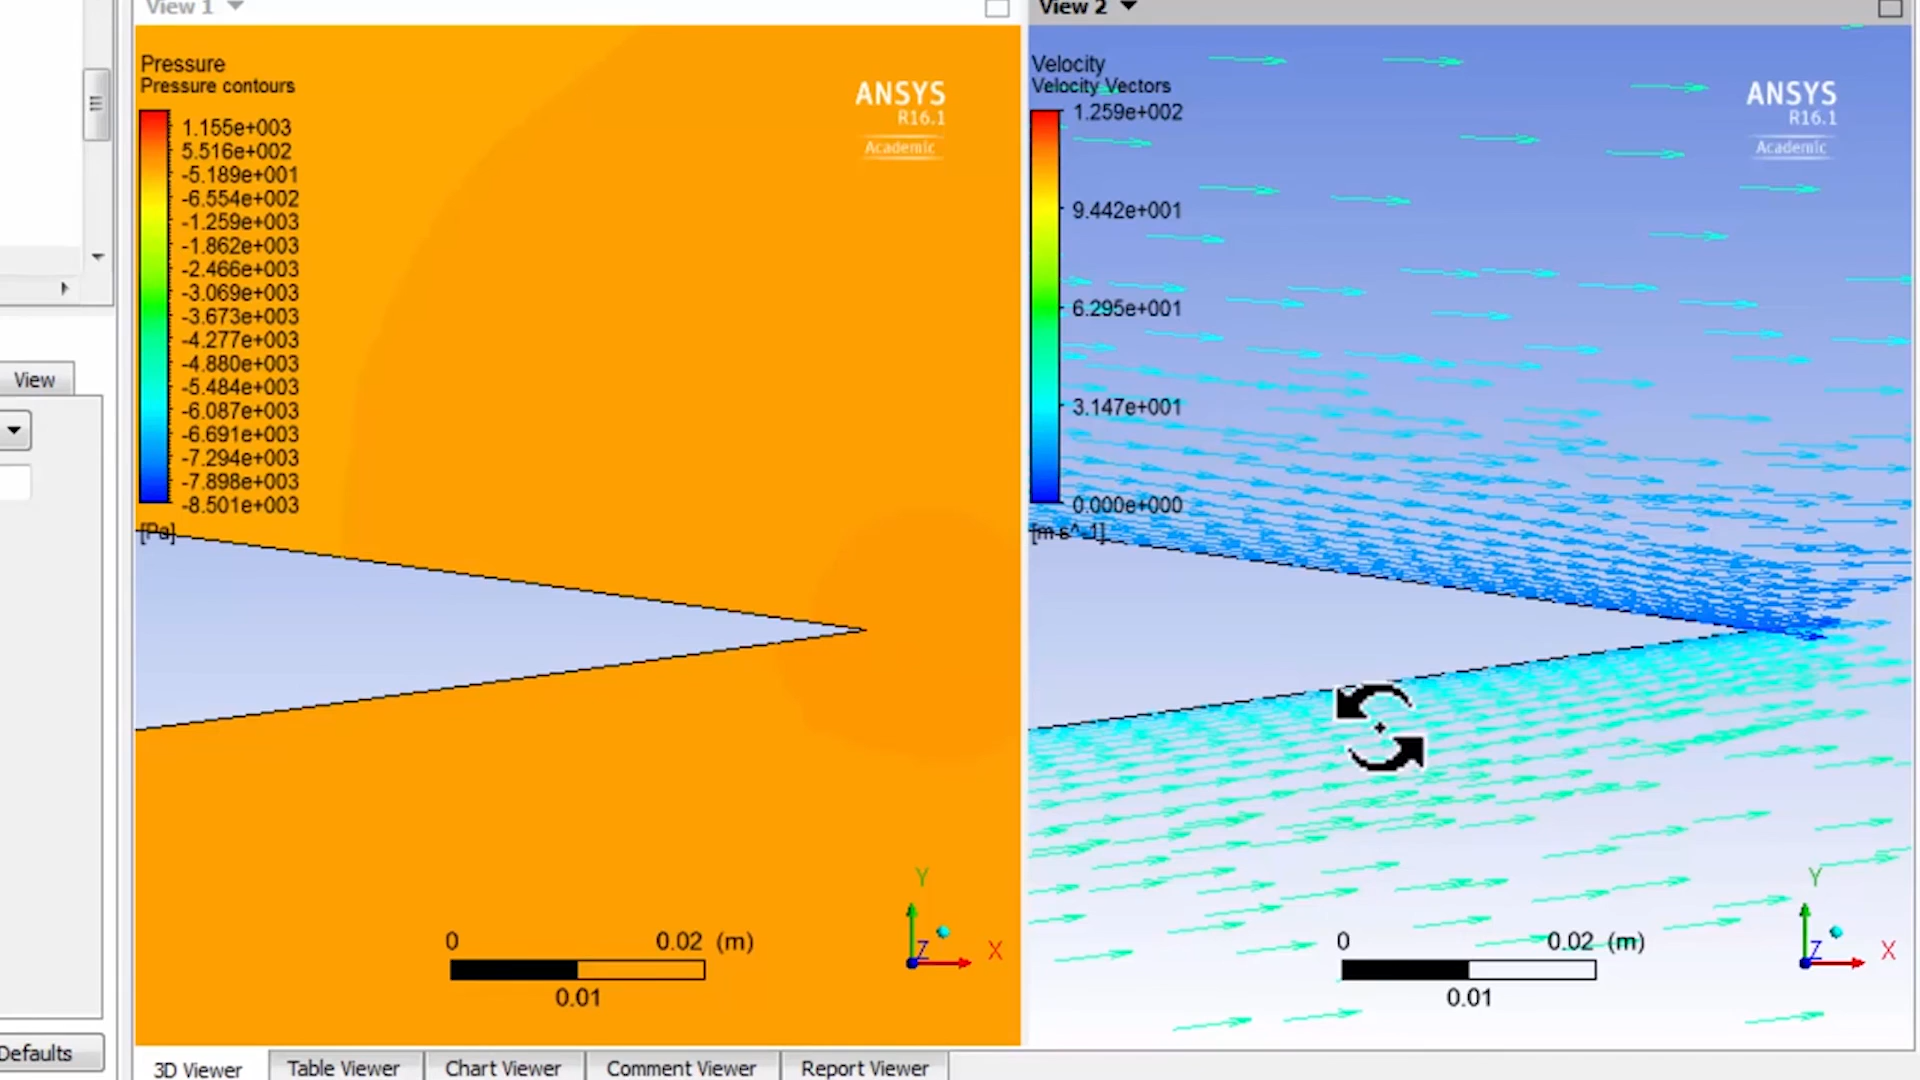 View 1
View 2
Pressure
Pressure contours
1.155e+003
5.516e+002
-5.189e+001
-6.554e+002
-1.259e+003
-1.862e+003
-2.466e+003
-3.069e+003
-3.673e+003
-4.277e+003
-4.880e+003
-5.484e+003
-6.087e+003
-6.691e+003
-7.294e+003
-7.898e+003
-8.501e+003
[Pa]
ANSYS
R16.1
Academic
Y
Z
X
0
0.02 (m)
0.01
Velocity
Velocity Vectors
1.259e+002
9.442e+001
6.295e+001
3.147e+001
0.000e+000
[m s^-1]
ANSYS
R16.1
Academic
Y
Z
X
0
0.02 (m)
0.01
View
Defaults
3D Viewer
Table Viewer
Chart Viewer
Comment Viewer
Report Viewer